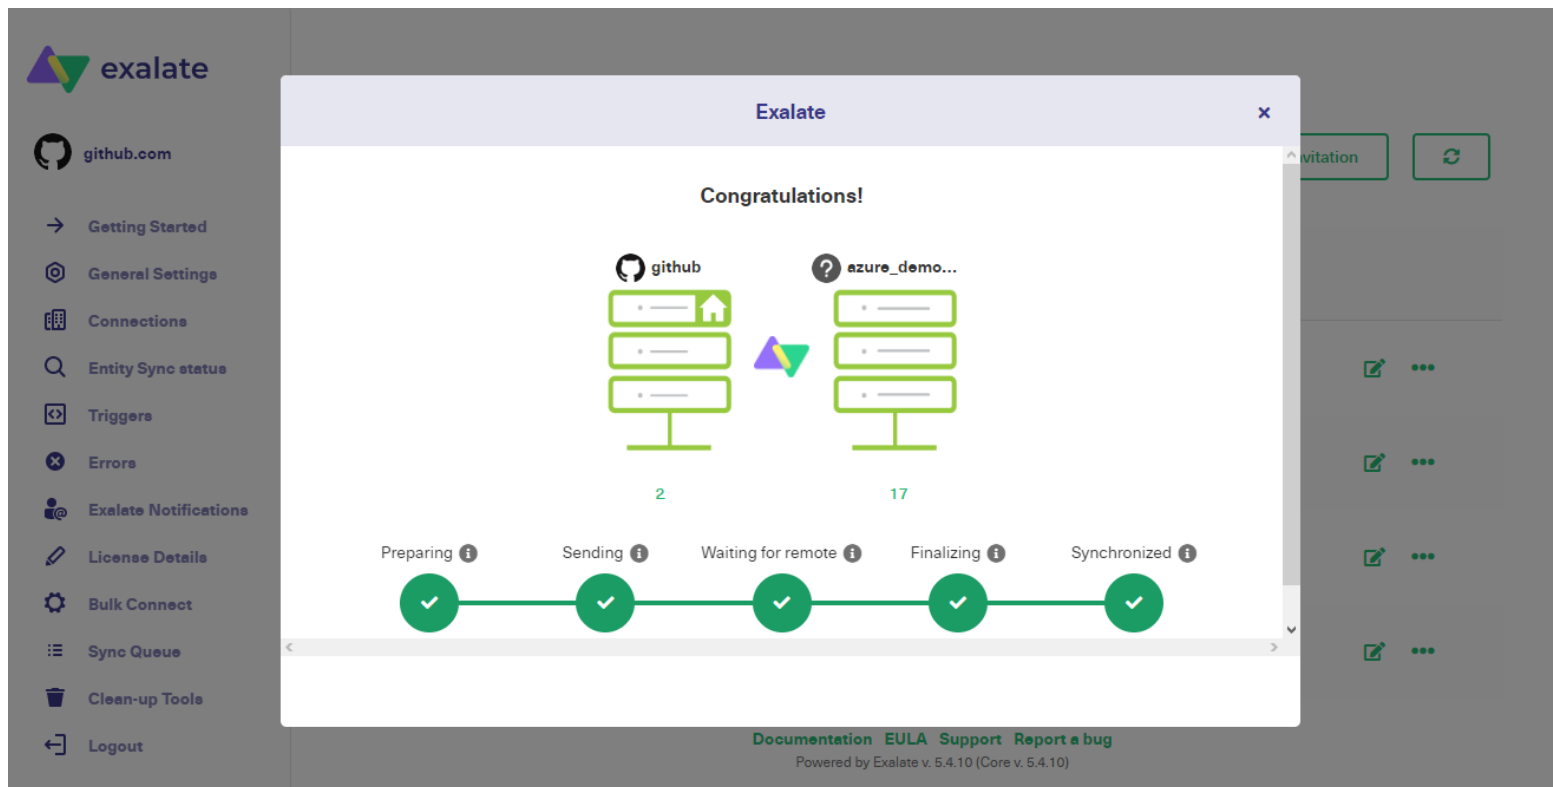 exalate
github.com
Getting Started
General Settings
Connections
Entity Sync status
Triggers
Errors
Exalate Notifications
License Details
Bulk Connect
Sync Queue
Clean-up Tools
Logout
Exalate
Congratulations!
github azure_demo...
2 17
Preparing Sending Waiting for remote Finalizing Synchronized
Documentation EULA Support Report a bug
Powered by Exalate v. 5.4.10 (Core v. 5.4.10)